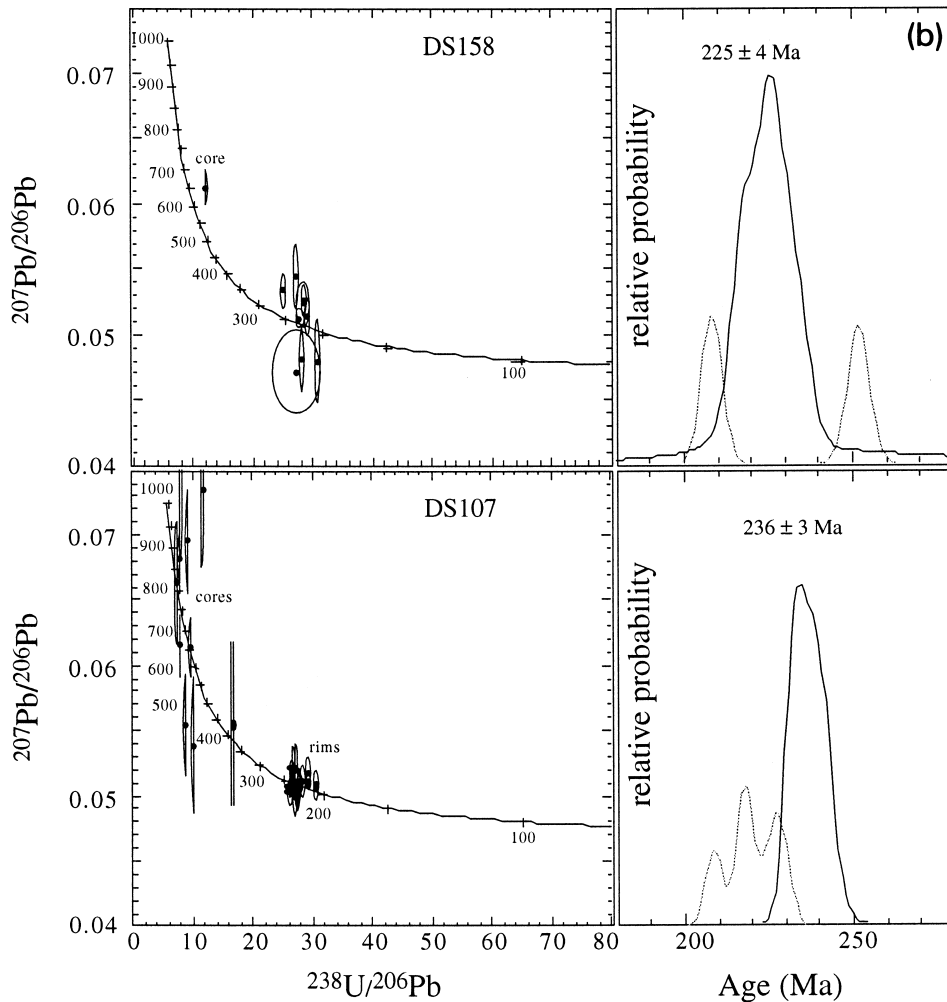 DS158
(b)
1000
225 ± 4 Ma
0.07
900
800
core
700
0.06
600
500
400
300
0.05
100
0.04
207Pb/206Pb
relative probability
DS107
1000
0.07
900
236 ± 3 Ma
800
cores
700
0.06
600
500
400
rims
300
0.05
200
100
0.04
207Pb/206Pb
relative probability
0 10 20 30 40 50 60 70 80
200 250
238U/206Pb
Age (Ma)